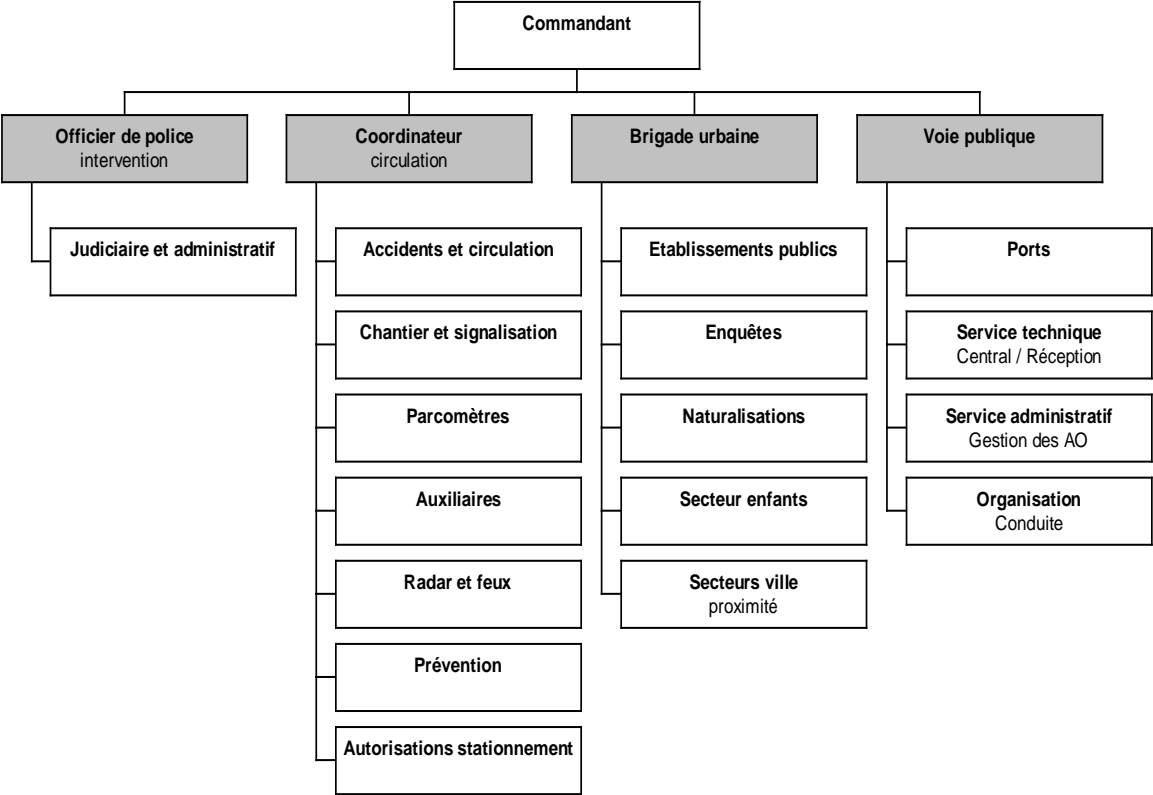 Commandant
Officier de police
intervention
Coordinateur
circulation
Brigade urbaine
Voie publique
Judiciaire et administratif
Accidents et circulation
Chantier et signalisation
Parcomètres
Auxiliaires
Radar et feux
Prévention
Autorisations stationnement
Etablissements publics
Enquêtes
Naturalisations
Secteur enfants
Secteurs ville
proximité
Ports
Service technique
Central / Réception
Service administratif
Gestion des AO
Organisation
Conduite